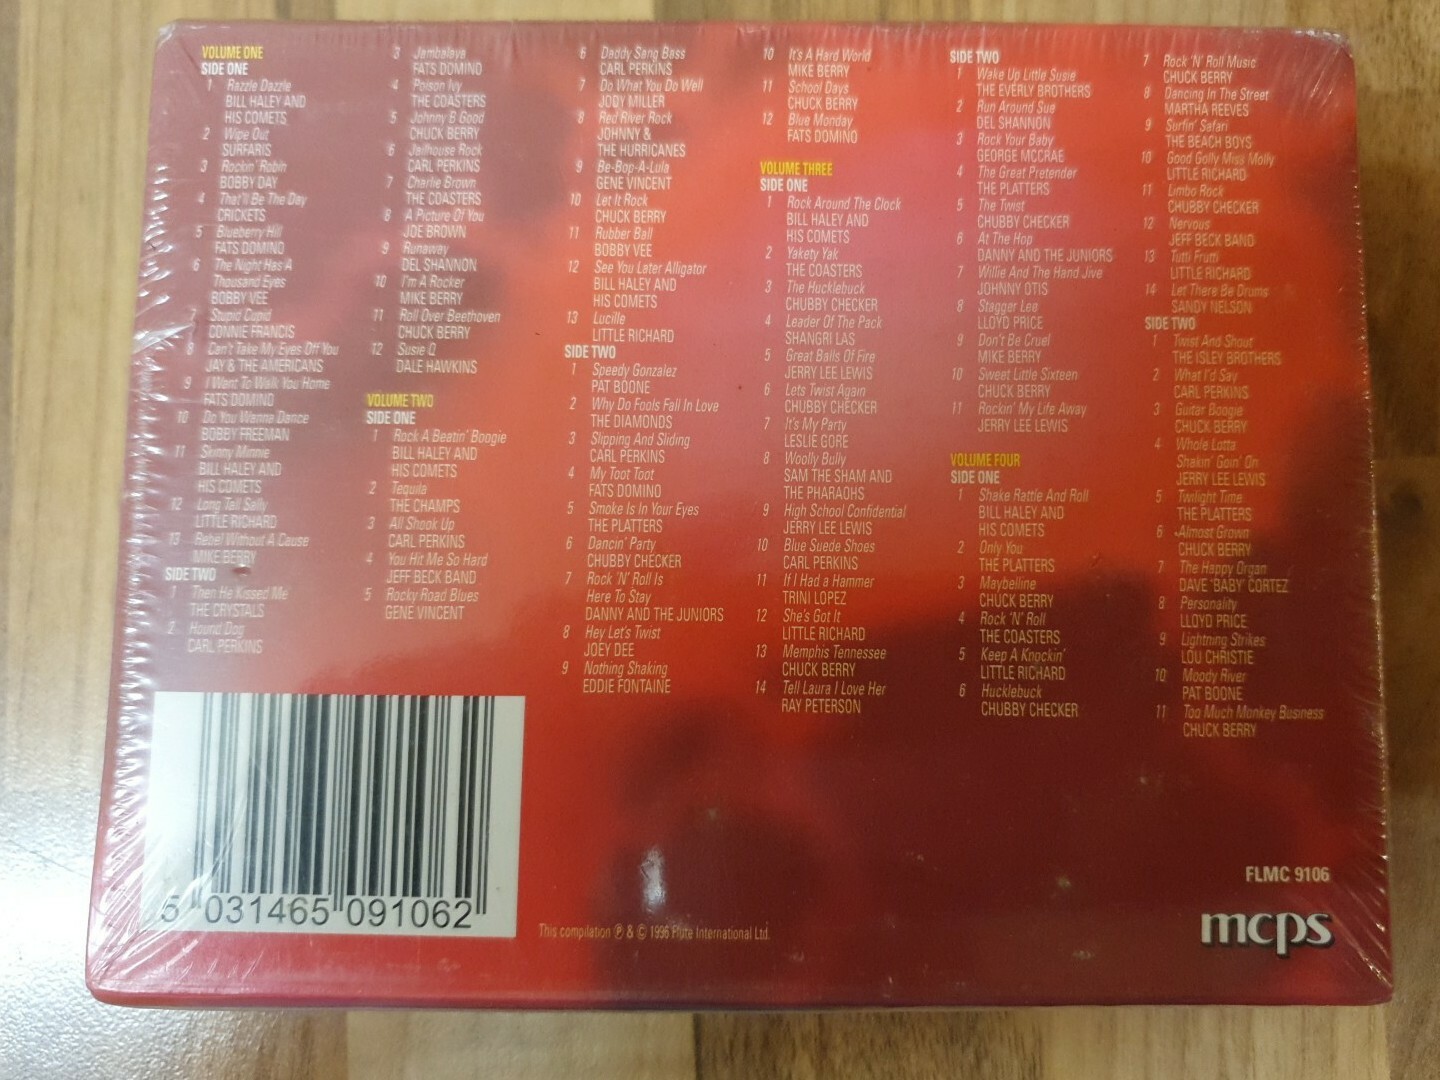 VOLUME ONE
SIDE ONE
1 Razzle Dazzle
BILL HALEY AND
HIS COMETS
2 Wipe Out
SURFARIS
3 Rockin' Robin
BOBBY DAY
4 That'll Be The Day
CRICKETS
5 Blueberry Hill
FATS DOMINO
6 The Night Has A
Thousand Eyes
BOBBY VEE
7 Stupid Cupid
CONNIE FRANCIS
8 Can't Take My Eyes Off You
JAY & THE AMERICANS
9 I Want To Walk You Home
FATS DOMINO
10 Do You Wanna Dance
BOBBY FREEMAN
11 Skinny Minnie
BILL HALEY AND
HIS COMETS
12 Long Tall Sally
LITTLE RICHARD
13 Rebel Without A Cause
MIKE BERRY
SIDE TWO
1 Then He Kissed Me
THE CRYSTALS
2 Hound Dog
CARL PERKINS
3 Jambalaya
FATS DOMINO
4 Poison Ivy
THE COASTERS
5 Johnny B Good
CHUCK BERRY
6 Jailhouse Rock
CARL PERKINS
7 Charlie Brown
THE COASTERS
8 A Picture Of You
JOE BROWN
9 Runaway
DEL SHANNON
10 I'm A Rocker
MIKE BERRY
11 Roll Over Beethoven
CHUCK BERRY
12 Susie Q
DALE HAWKINS
VOLUME TWO
SIDE ONE
1 Rock A Beatin' Boogie
BILL HALEY AND
HIS COMETS
2 Tequila
THE CHAMPS
3 All Shook Up
CARL PERKINS
4 You Hit Me So Hard
JEFF BECK BAND
5 Rocky Road Blues
GENE VINCENT
6 Daddy Sang Bass
CARL PERKINS
7 Do What You Do Well
JODY MILLER
8 Red River Rock
JOHNNY &
THE HURRICANES
9 Be-Bop-A-Lula
GENE VINCENT
10 Let It Rock
CHUCK BERRY
11 Rubber Ball
BOBBY VEE
12 See You Later Alligator
BILL HALEY AND
HIS COMETS
13 Lucille
LITTLE RICHARD
SIDE TWO
1 Speedy Gonzalez
PAT BOONE
2 Why Do Fools Fall In Love
THE DIAMONDS
3 Slipping And Sliding
CARL PERKINS
4 My Toot Toot
FATS DOMINO
5 Smoke Is In Your Eyes
THE PLATTERS
6 Dancin' Party
CHUBBY CHECKER
7 Rock 'N' Roll Is
Here To Stay
DANNY AND THE JUNIORS
8 Hey Let's Twist
JOEY DEE
9 Nothing Shaking
EDDIE FONTAINE
10 It's A Hard World
MIKE BERRY
11 School Days
CHUCK BERRY
12 Blue Monday
FATS DOMINO
VOLUME THREE
SIDE ONE
1 Rock Around The Clock
BILL HALEY AND
HIS COMETS
2 Yakety Yak
THE COASTERS
3 The Hucklebuck
CHUBBY CHECKER
4 Leader Of The Pack
SHANGRI LAS
5 Great Balls Of Fire
JERRY LEE LEWIS
6 Lets Twist Again
CHUBBY CHECKER
7 It's My Party
LESLIE GORE
8 Woolly Bully
SAM THE SHAM AND
THE PHARAOHS
9 High School Confidential
JERRY LEE LEWIS
10 Blue Suede Shoes
CARL PERKINS
11 If I Had a Hammer
TRINI LOPEZ
12 She's Got It
LITTLE RICHARD
13 Memphis Tennessee
CHUCK BERRY
14 Tell Laura I Love Her
RAY PETERSON
SIDE TWO
1 Wake Up Little Susie
THE EVERLY BROTHERS
2 Run Around Sue
DEL SHANNON
3 Rock Your Baby
GEORGE MCCRAE
4 The Great Pretender
THE PLATTERS
5 The Twist
CHUBBY CHECKER
6 At The Hop
DANNY AND THE JUNIORS
7 Willie And The Hand Jive
JOHNNY OTIS
8 Stagger Lee
LLOYD PRICE
9 Don't Be Cruel
MIKE BERRY
10 Sweet Little Sixteen
CHUCK BERRY
11 Rockin' My Life Away
JERRY LEE LEWIS
VOLUME FOUR
SIDE ONE
1 Shake Rattle And Roll
BILL HALEY AND
HIS COMETS
2 Only You
THE PLATTERS
3 Maybelline
CHUCK BERRY
4 Rock 'N' Roll
THE COASTERS
5 Keep A Knockin'
LITTLE RICHARD
6 Hucklebuck
CHUBBY CHECKER
7 Rock 'N' Roll Music
CHUCK BERRY
8 Dancing In The Street
MARTHA REEVES
9 Surfin' Safari
THE BEACH BOYS
10 Good Golly Miss Molly
LITTLE RICHARD
11 Limbo Rock
CHUBBY CHECKER
12 Nervous
JEFF BECK BAND
13 Tutti Frutti
LITTLE RICHARD
14 Let There Be Drums
SANDY NELSON
SIDE TWO
1 Twist And Shout
THE ISLEY BROTHERS
2 What I'd Say
CARL PERKINS
3 Guitar Boogie
CHUCK BERRY
4 Whole Lotta
Shakin' Goin' On
JERRY LEE LEWIS
5 Twilight Time
THE PLATTERS
6 Almost Grown
CHUCK BERRY
7 The Happy Organ
DAVE 'BABY' CORTEZ
8 Personality
LLOYD PRICE
9 Lightning Strikes
LOU CHRISTIE
10 Moody River
PAT BOONE
11 Too Much Monkey Business
CHUCK BERRY
5 031465 091062
This compilation ℗ & © 1996 Flute International Ltd.
FLMC 9106
mcps